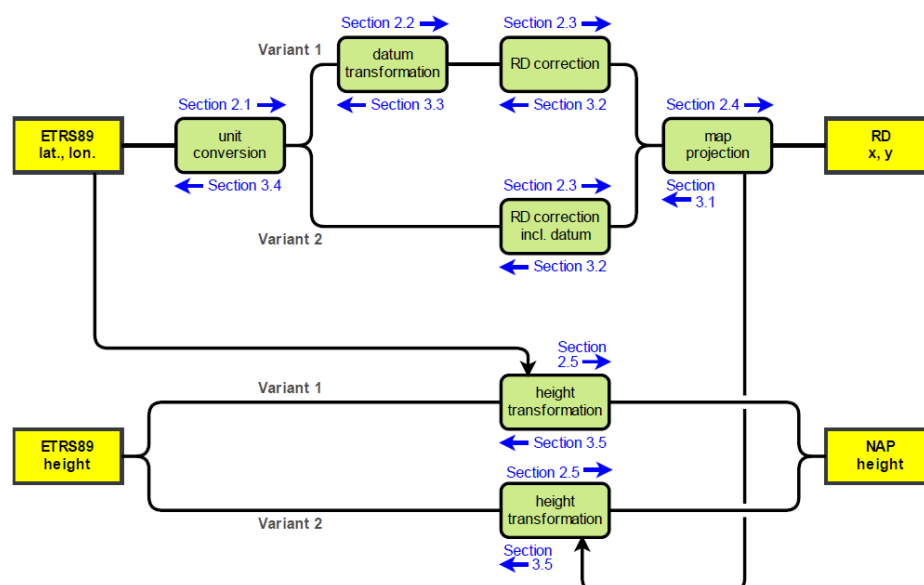 Section 2.2
Section 2.3
Variant 1
datum
transformation
RD correction
Section 2.1
Section 3.3
Section 3.2
Section 2.4
ETRS89
lat., lon.
unit
conversion
map
projection
RD
x, y
Section 3.4
Section 2.3
Section
3.1
RD correction
incl. datum
Variant 2
Section 3.2
Section
2.5
Variant 1
height
transformation
ETRS89
height
Section 3.5
NAP
height
Section 2.5
height
transformation
Variant 2
Section
3.5